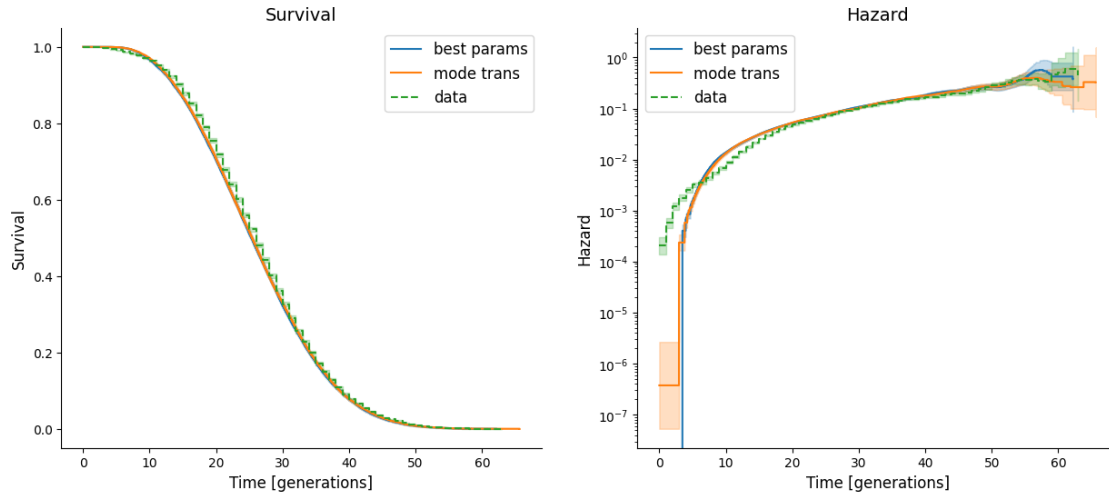 Survival
1.0
0.8
0.6
0.4
0.2
0.0
Survival
best params
mode trans
data
0 10 20 30 40 50 60
Time [generations]
Hazard
10⁰
10⁻¹
10⁻²
10⁻³
10⁻⁴
10⁻⁵
10⁻⁶
10⁻⁷
Hazard
best params
mode trans
data
0 10 20 30 40 50 60
Time [generations]